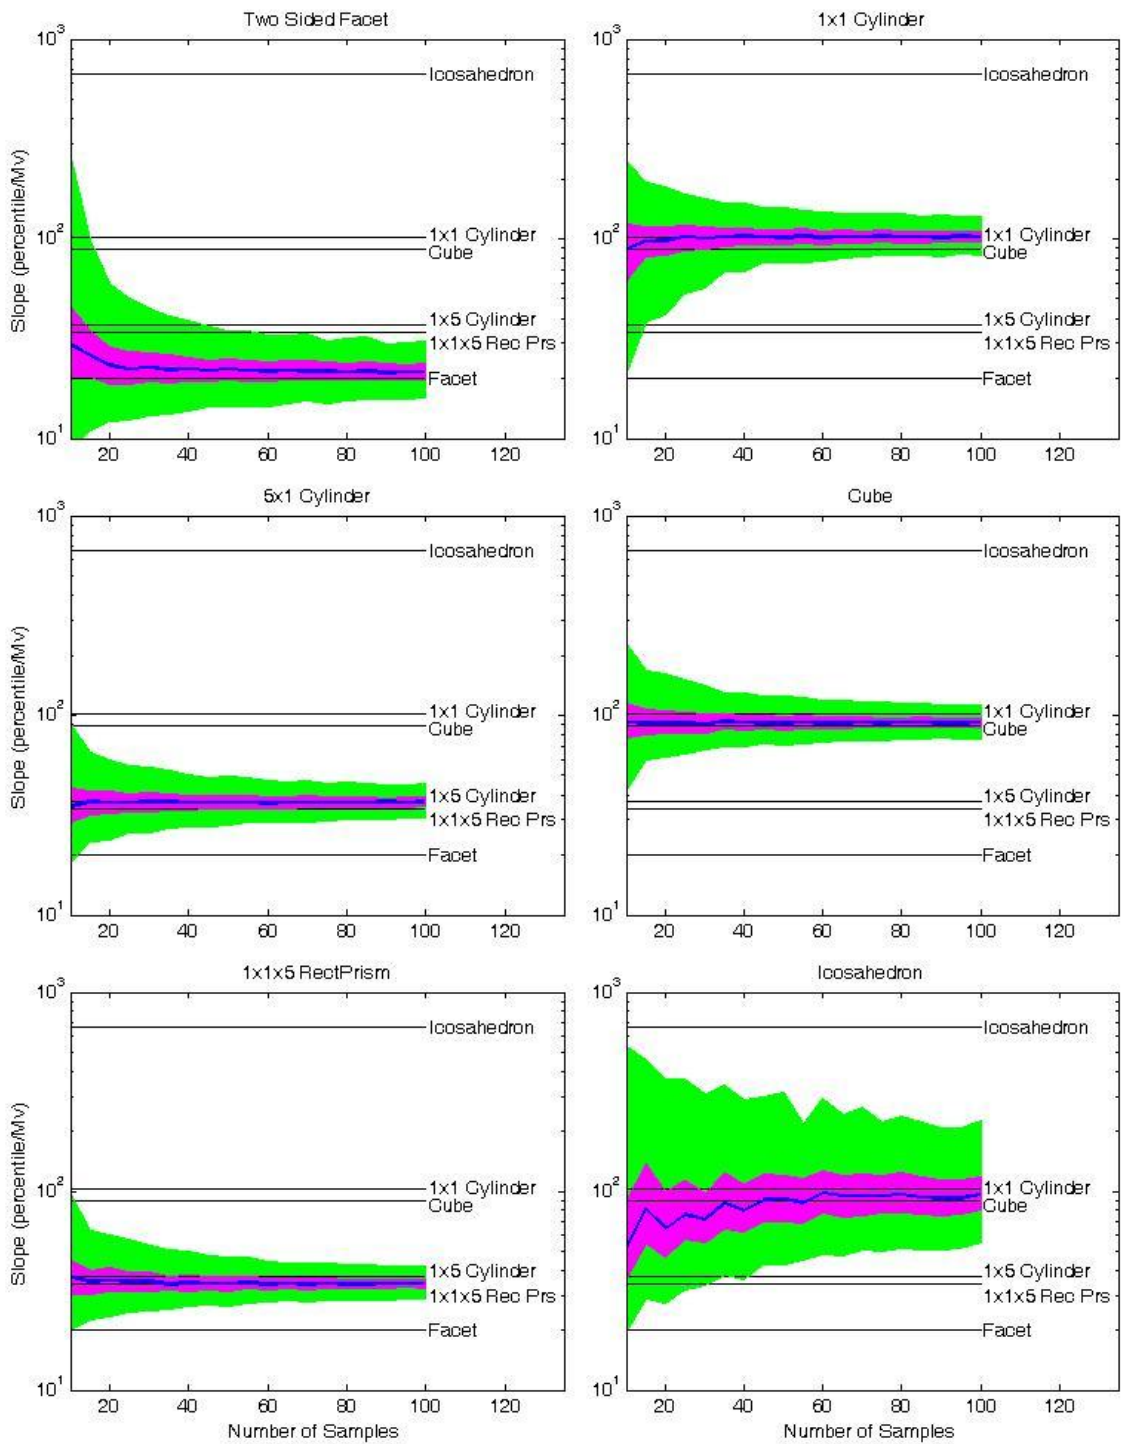 Two Sided Facet
10^3
Icosahedron
10^2
1x1 Cylinder
Cube
1x5 Cylinder
1x1x5 Rec Prs
Facet
10^1
20 40 60 80 100 120
Slope (percentile/Mv)
1x1 Cylinder
10^3
Icosahedron
10^2
1x1 Cylinder
Cube
1x5 Cylinder
1x1x5 Rec Prs
Facet
10^1
20 40 60 80 100 120
5x1 Cylinder
10^3
Icosahedron
10^2
1x1 Cylinder
Cube
1x5 Cylinder
1x1x5 Rec Prs
Facet
10^1
20 40 60 80 100 120
Slope (percentile/Mv)
Cube
10^3
Icosahedron
10^2
1x1 Cylinder
Cube
1x5 Cylinder
1x1x5 Rec Prs
Facet
10^1
20 40 60 80 100 120
1x1x5 RectPrism
10^3
Icosahedron
10^2
1x1 Cylinder
Cube
1x5 Cylinder
1x1x5 Rec Prs
Facet
10^1
20 40 60 80 100 120
Number of Samples
Slope (percentile/Mv)
Icosahedron
10^3
Icosahedron
10^2
1x1 Cylinder
Cube
1x5 Cylinder
1x1x5 Rec Prs
Facet
10^1
20 40 60 80 100 120
Number of Samples